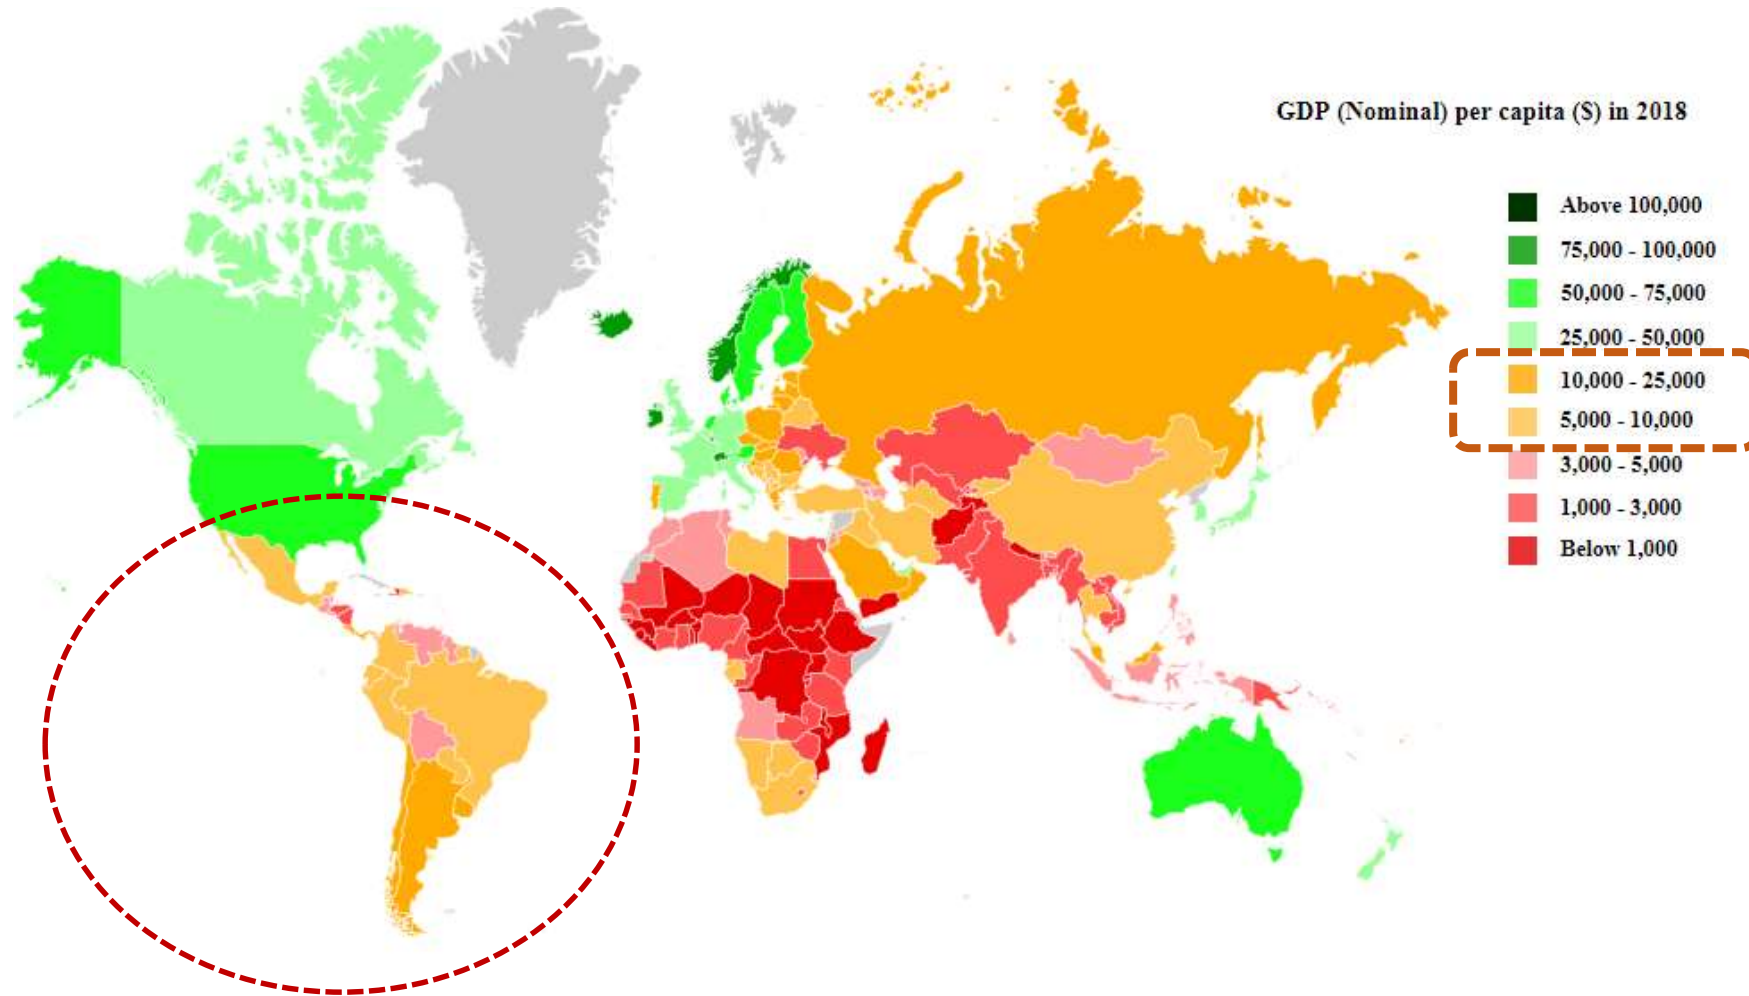 GDP (Nominal) per capita ($) in 2018
Above 100,000
75,000 - 100,000
50,000 - 75,000
25,000 - 50,000
10,000 - 25,000
5,000 - 10,000
3,000 - 5,000
1,000 - 3,000
Below 1,000